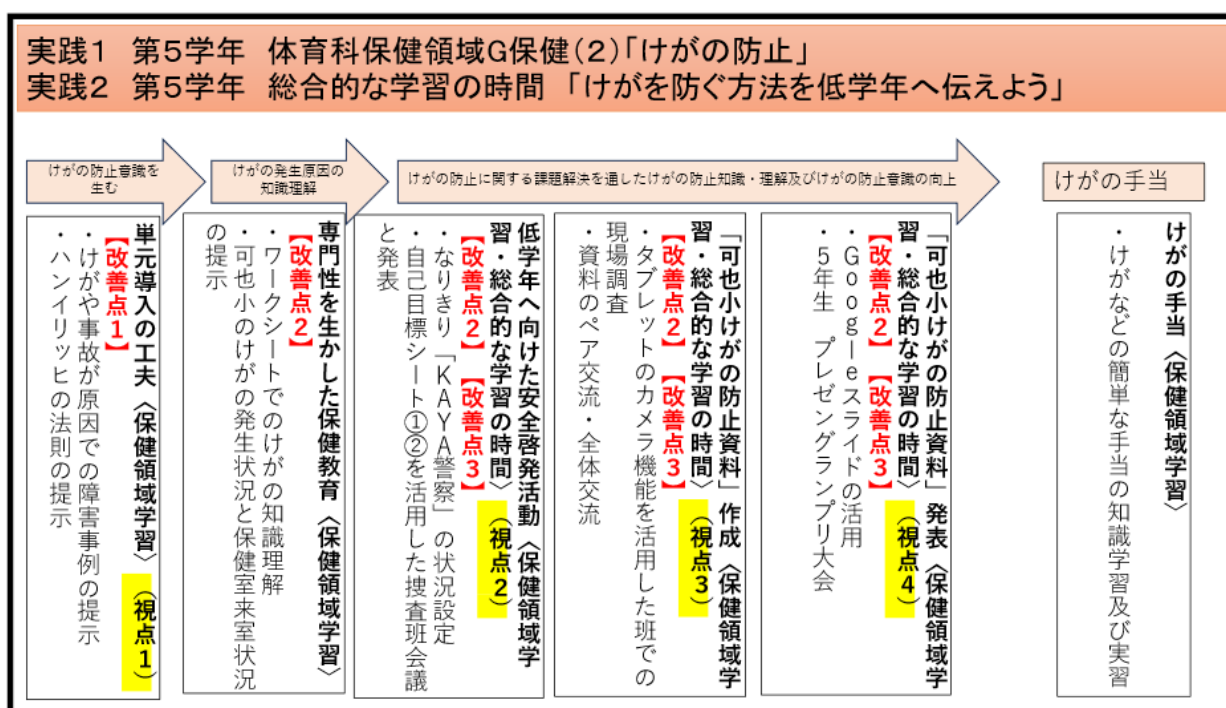 実践1　第5学年　体育科保健領域G保健(2)「けがの防止」
実践2　第5学年　総合的な学習の時間　「けがを防ぐ方法を低学年へ伝えよう」
けがの防止意識を
生む
けがの発生原因の
知識理解
けがの防止に関する課題解決を通したけがの防止知識・理解及びけがの防止意識の向上
けがの手当
単元導入の工夫〈保健領域学習〉（視点1）
【改善点1】
・けがや事故が原因での障害事例の提示
・ハンイリッヒの法則の提示
専門性を生かした保健教育〈保健領域学習〉
【改善点2】
・ワークシートでのけがの知識理解
・可也小のけがの発生状況と保健室来室状況
の提示
低学年へ向けた安全啓発活動〈保健領域学
習・総合的な学習の時間〉（視点2）
【改善点2】【改善点3】
・なりきり「KAYA警察」の状況設定
・自己目標シート①②を活用した捜査班会議
と発表
「可也小けがの防止資料」作成〈保健領域学
習・総合的な学習の時間〉（視点3）
【改善点2】【改善点3】
・タブレットのカメラ機能を活用した班での
現場調査
・資料のペア交流・全体交流
「可也小けがの防止資料」発表〈保健領域学
習・総合的な学習の時間〉（視点4）
【改善点2】【改善点3】
・Googleスライドの活用
・5年生　プレゼングランプリ大会
けがの手当〈保健領域学習〉
・けがなどの簡単な手当の知識学習及び実習